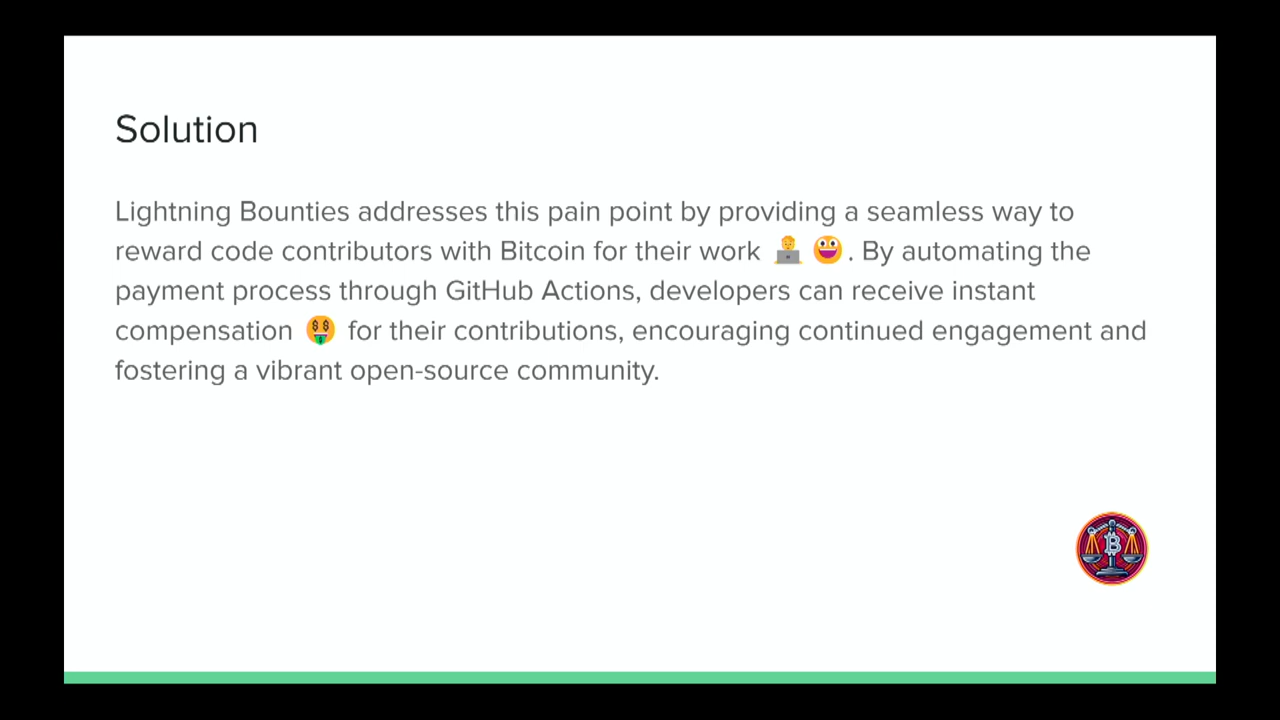 Solution
Lightning Bounties addresses this pain point by providing a seamless way to
reward code contributors with Bitcoin for their work 🧑‍💻 😃. By automating the
payment process through GitHub Actions, developers can receive instant
compensation 🤑 for their contributions, encouraging continued engagement and
fostering a vibrant open-source community.
B